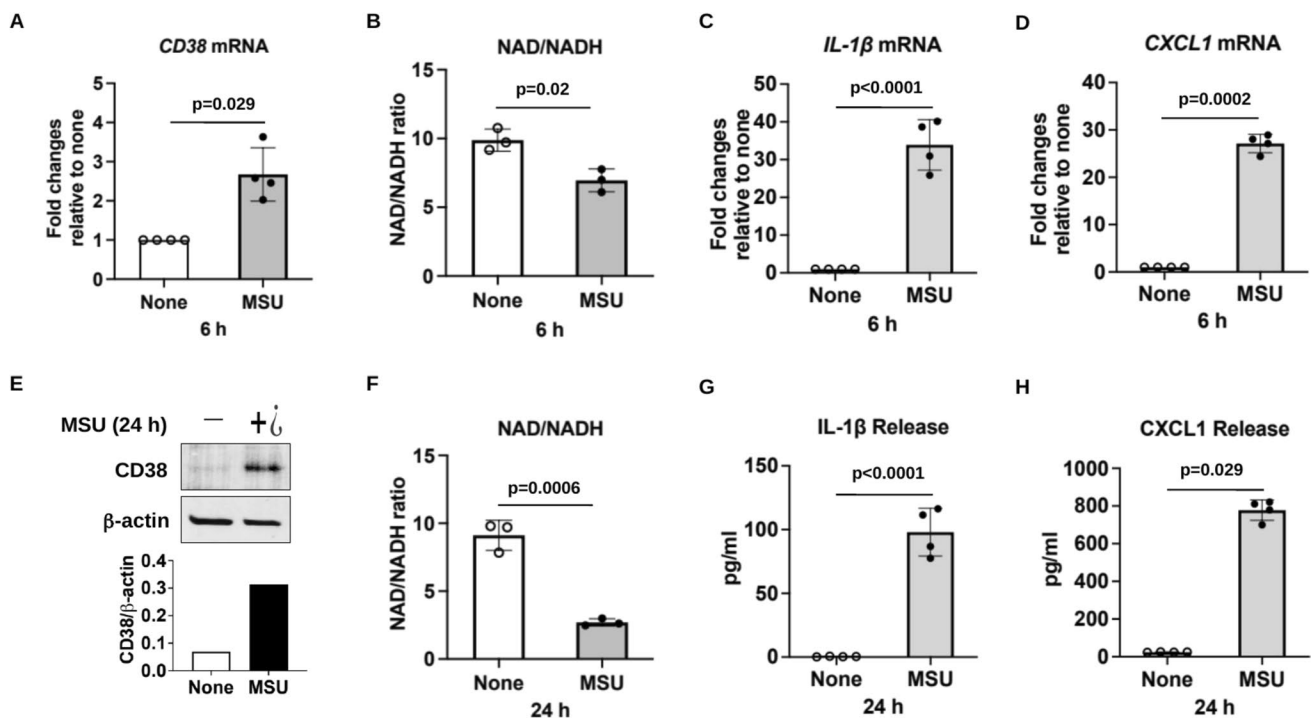 A
CD38 mRNA
Fold changes
relative to none
5
4
3
2
1
0
p=0.029
None
MSU
6 h
B
NAD/NADH
NAD/NADH ratio
15
10
5
0
p=0.02
None
MSU
6 h
C
IL-1β mRNA
Fold changes
relative to none
50
40
30
20
10
0
p<0.0001
None
MSU
6 h
D
CXCL1 mRNA
Fold changes
relative to none
40
30
20
10
0
p=0.0002
None
MSU
6 h
E
MSU (24 h)
— +¿
CD38
β-actin
CD38/β-actin
0.4
0.3
0.2
0.1
0.0
None
MSU
F
NAD/NADH
NAD/NADH ratio
15
10
5
0
p=0.0006
None
MSU
24 h
G
IL-1β Release
pg/ml
150
100
50
0
p<0.0001
None
MSU
24 h
H
CXCL1 Release
pg/ml
1000
800
600
400
200
0
p=0.029
None
MSU
24 h